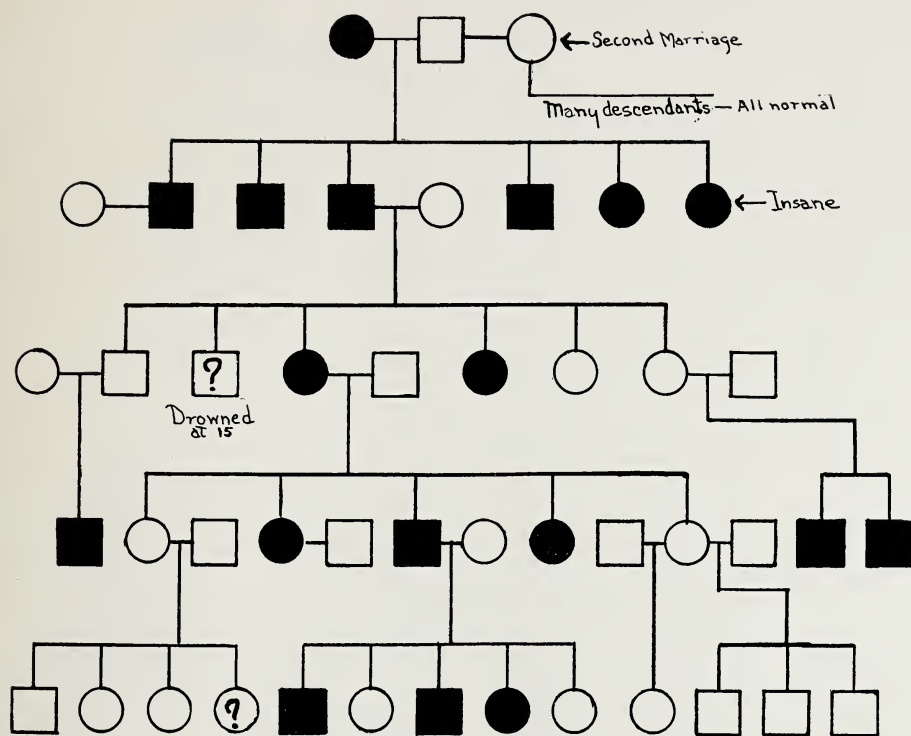 ← Second Marriage
Many descendants — All normal
← Insane
?
Drowned
at 15
?